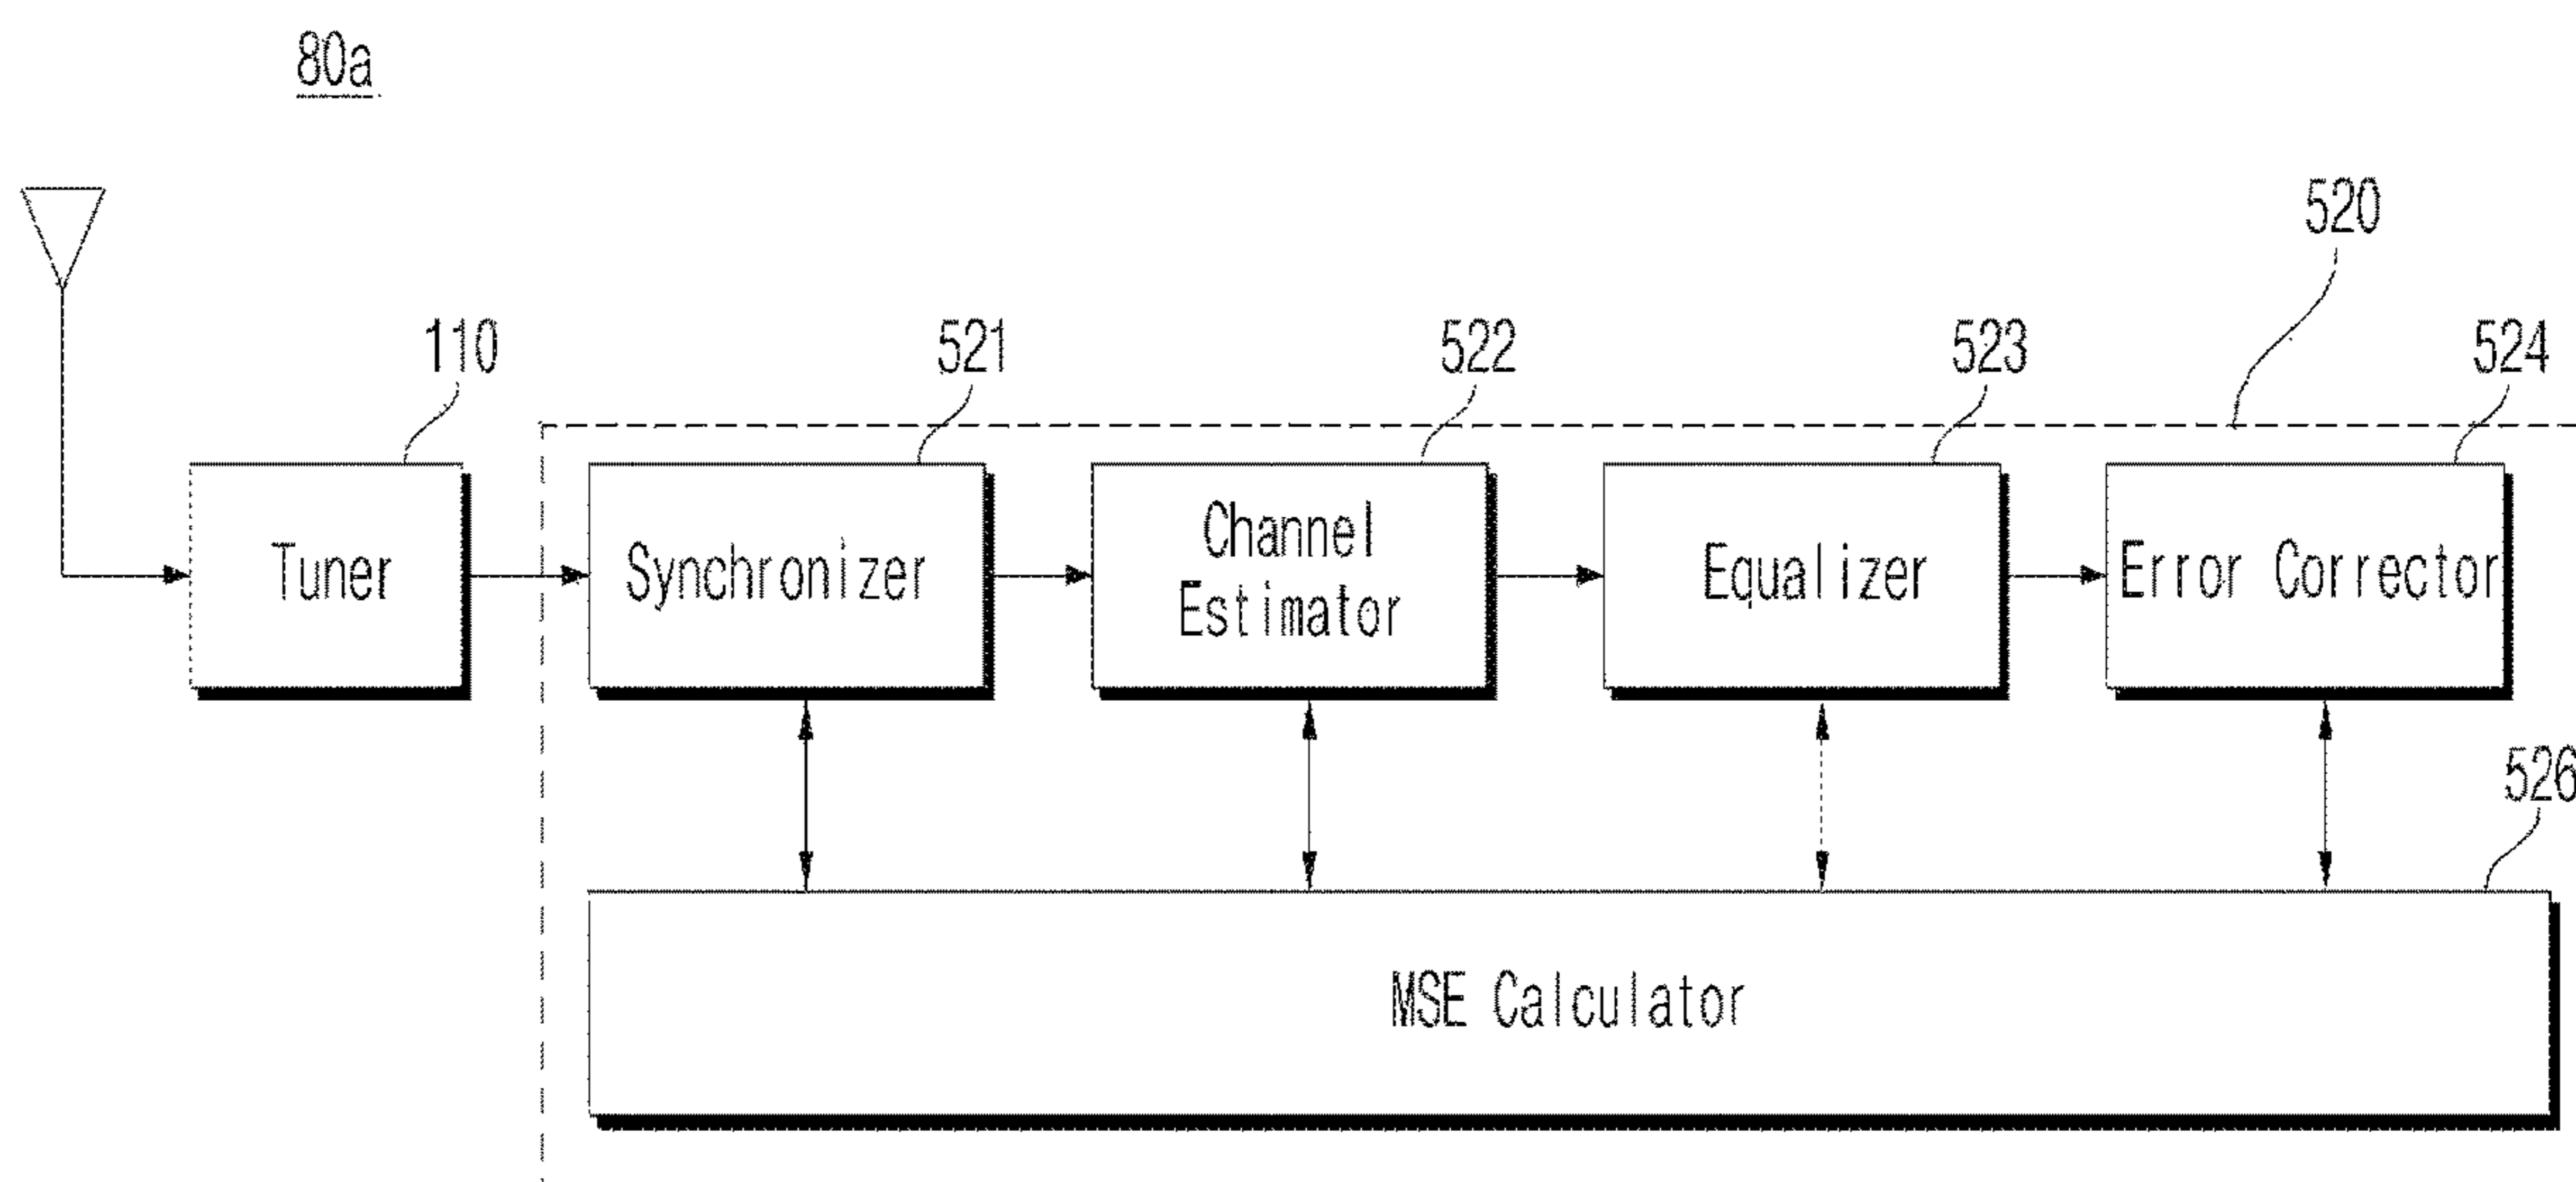 80a
520
110
521
522
523
524
Tuner
Synchronizer
Channel
Estimator
Equalizer
Error Corrector
526
MSE Calculator